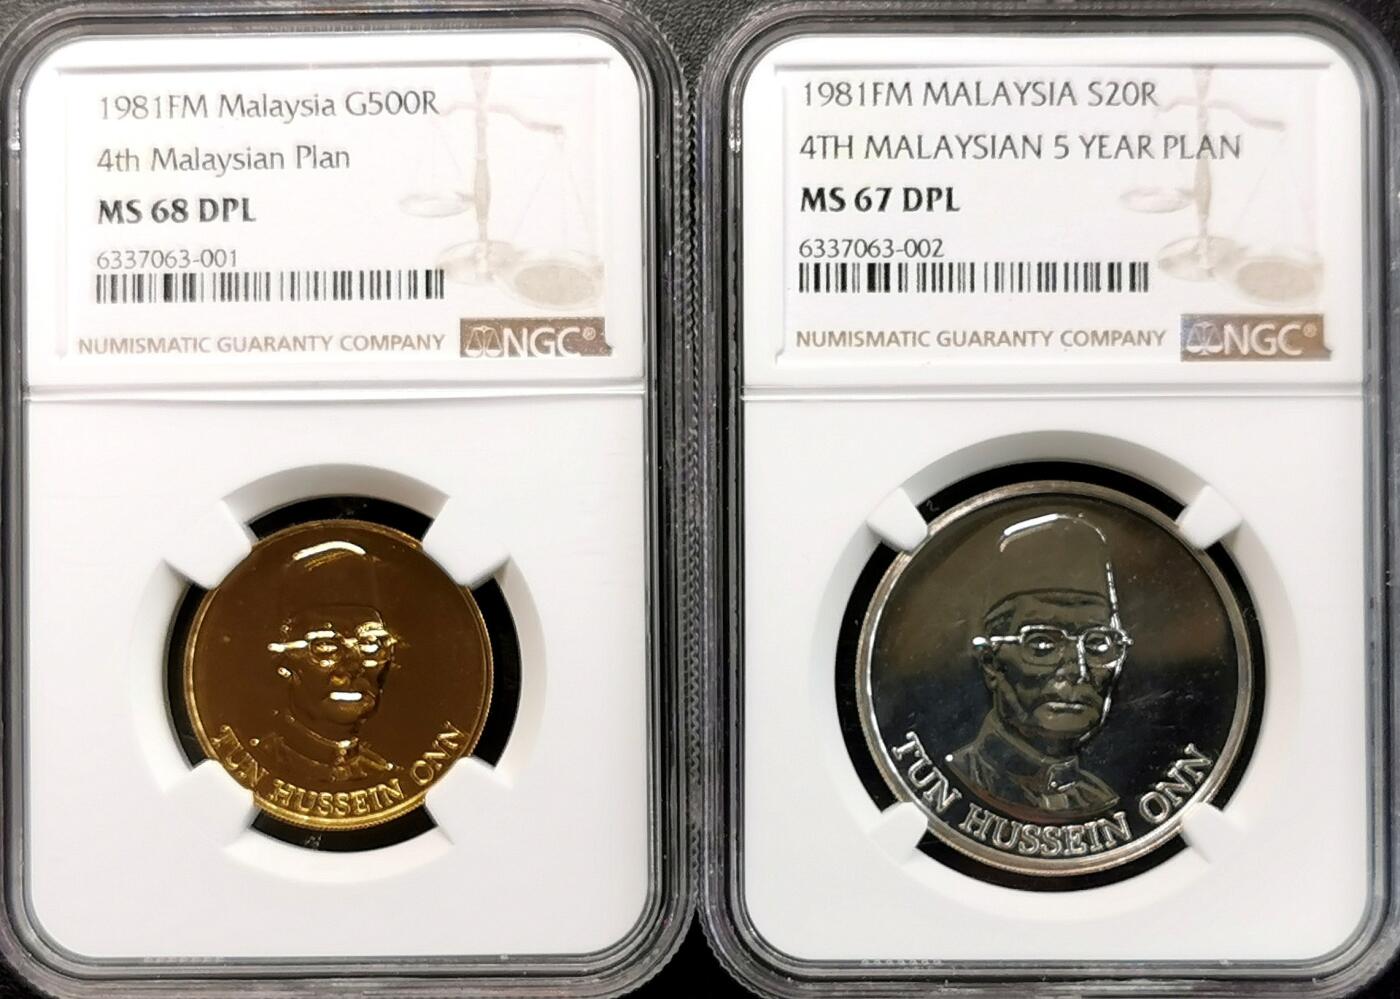 1981FM Malaysia G500R
4th Malaysian Plan
MS 68 DPL
6337063-001
NUMISMATIC GUARANTY COMPANY NGC®
TUN HUSSEIN ONN
1981FM MALAYSIA S20R
4TH MALAYSIAN 5 YEAR PLAN
MS 67 DPL
6337063-002
NUMISMATIC GUARANTY COMPANY NGC®
TUN HUSSEIN ONN